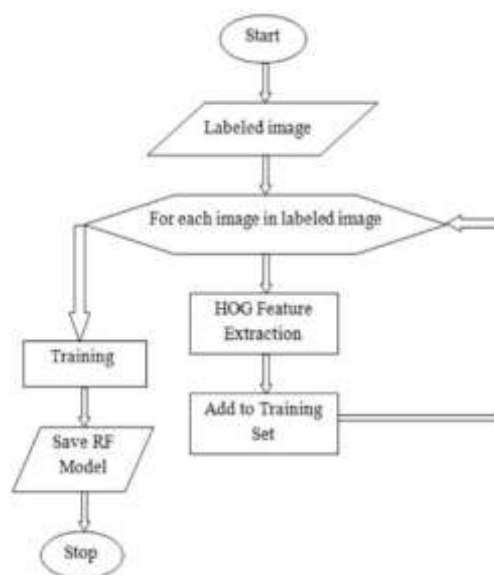 Start
Labeled image
For each image in labeled image
HOG Feature
Extraction
Training
Add to Training
Set
Save RF
Model
Stop